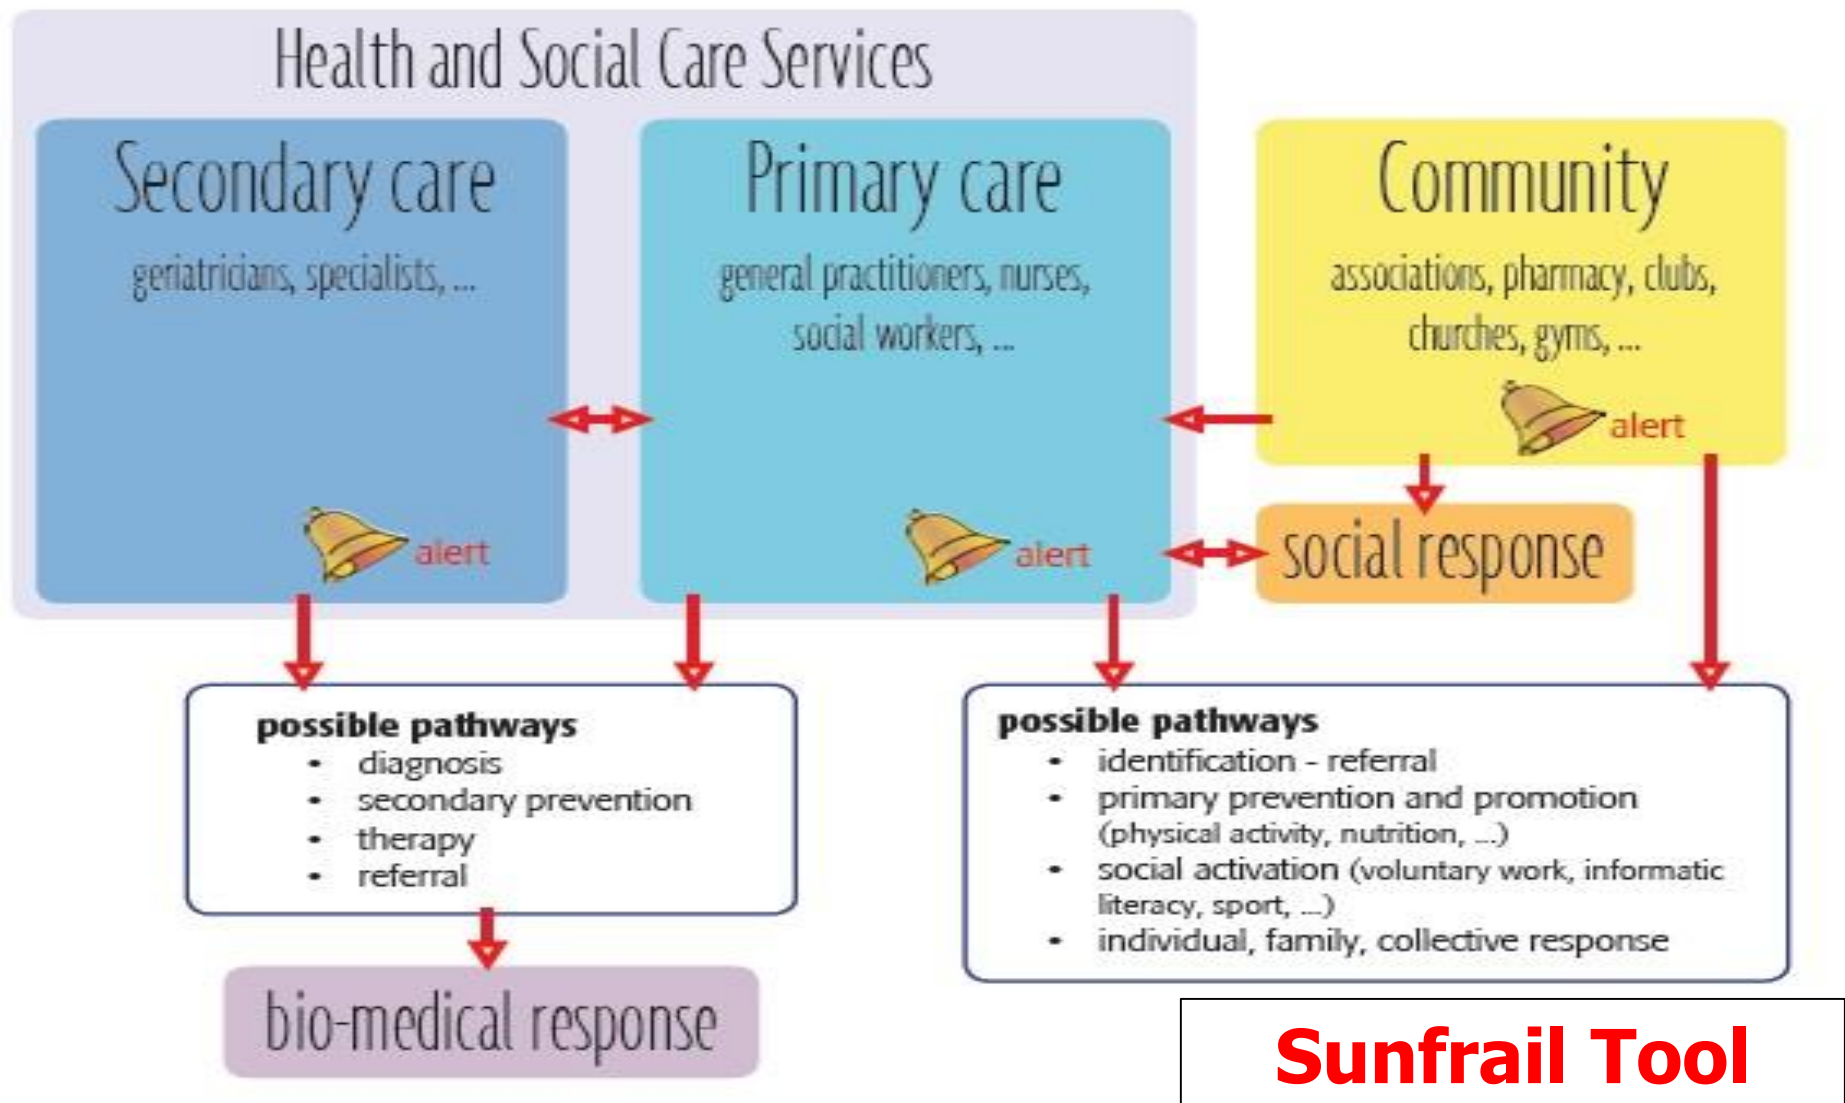 Health and Social Care Services
Secondary care
geriatricians, specialists, ...
alert
Primary care
general practitioners, nurses,
social workers, ...
alert
Community
associations, pharmacy, clubs,
churches, gyms, ...
alert
social response
possible pathways
• diagnosis
• secondary prevention
• therapy
• referral
bio-medical response
possible pathways
• identification - referral
• primary prevention and promotion
(physical activity, nutrition, ...)
• social activation (voluntary work, informatic
literacy, sport, ...)
• individual, family, collective response
Sunfrail Tool